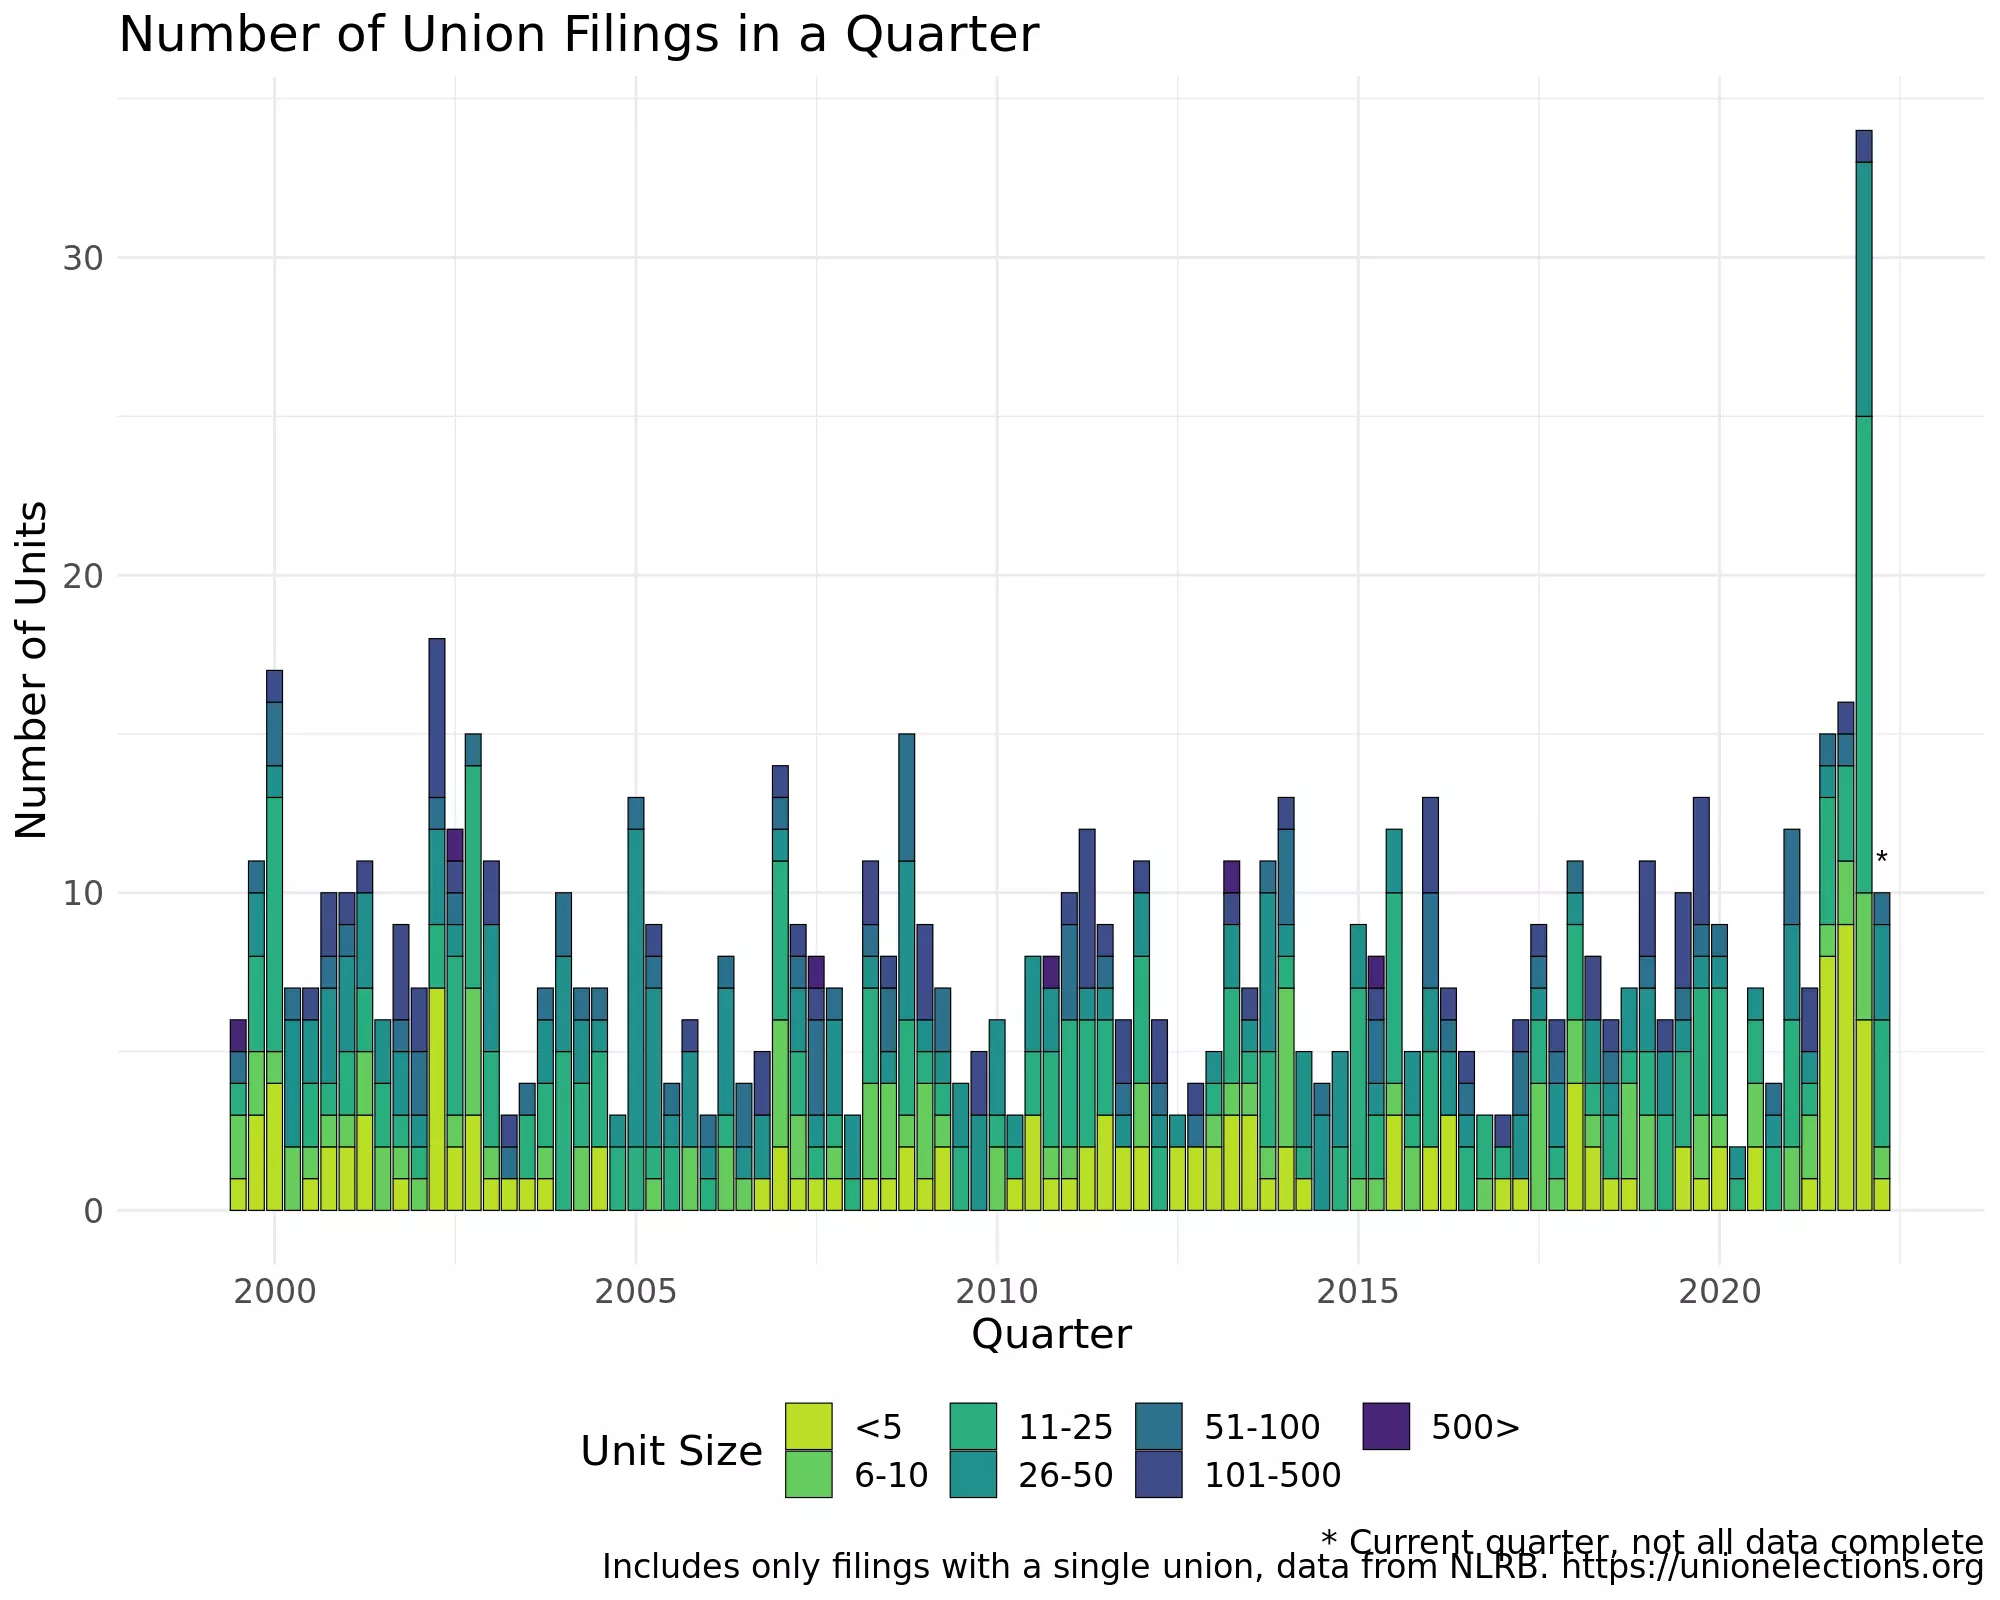 Number of Union Filings in a Quarter
Number of Units
30
20
10
0
*
2000 2005 2010 2015 2020
Quarter
Unit Size
<5 11-25 51-100 500>
6-10 26-50 101-500
* Current quarter, not all data complete
Includes only filings with a single union, data from NLRB. https://unionelections.org